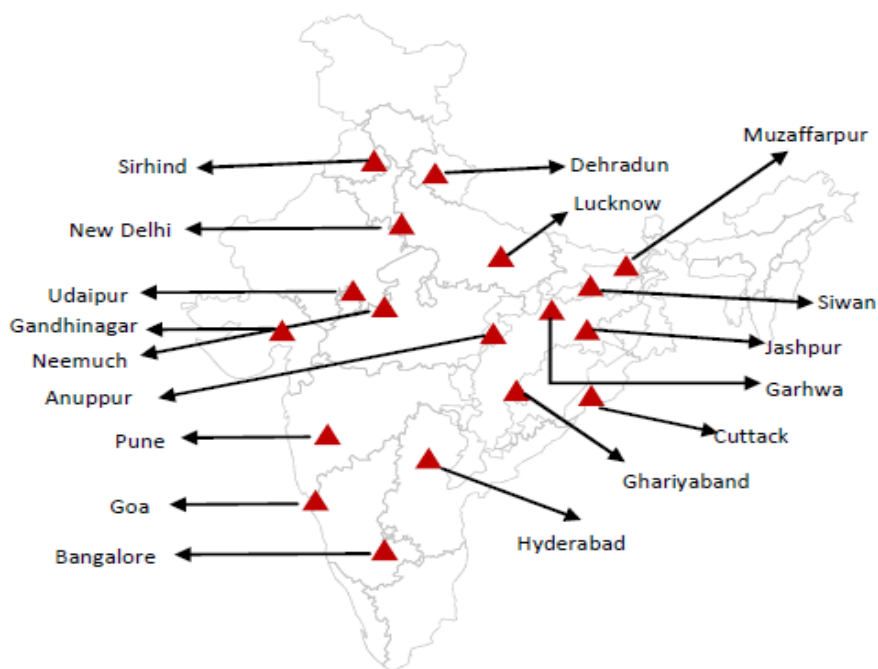 Muzaffarpur
Sirhind
Dehradun
Lucknow
New Delhi
Udaipur
Siwan
Gandhinagar
Jashpur
Neemuch
Garhwa
Anuppur
Cuttack
Pune
Ghariyaband
Goa
Hyderabad
Bangalore